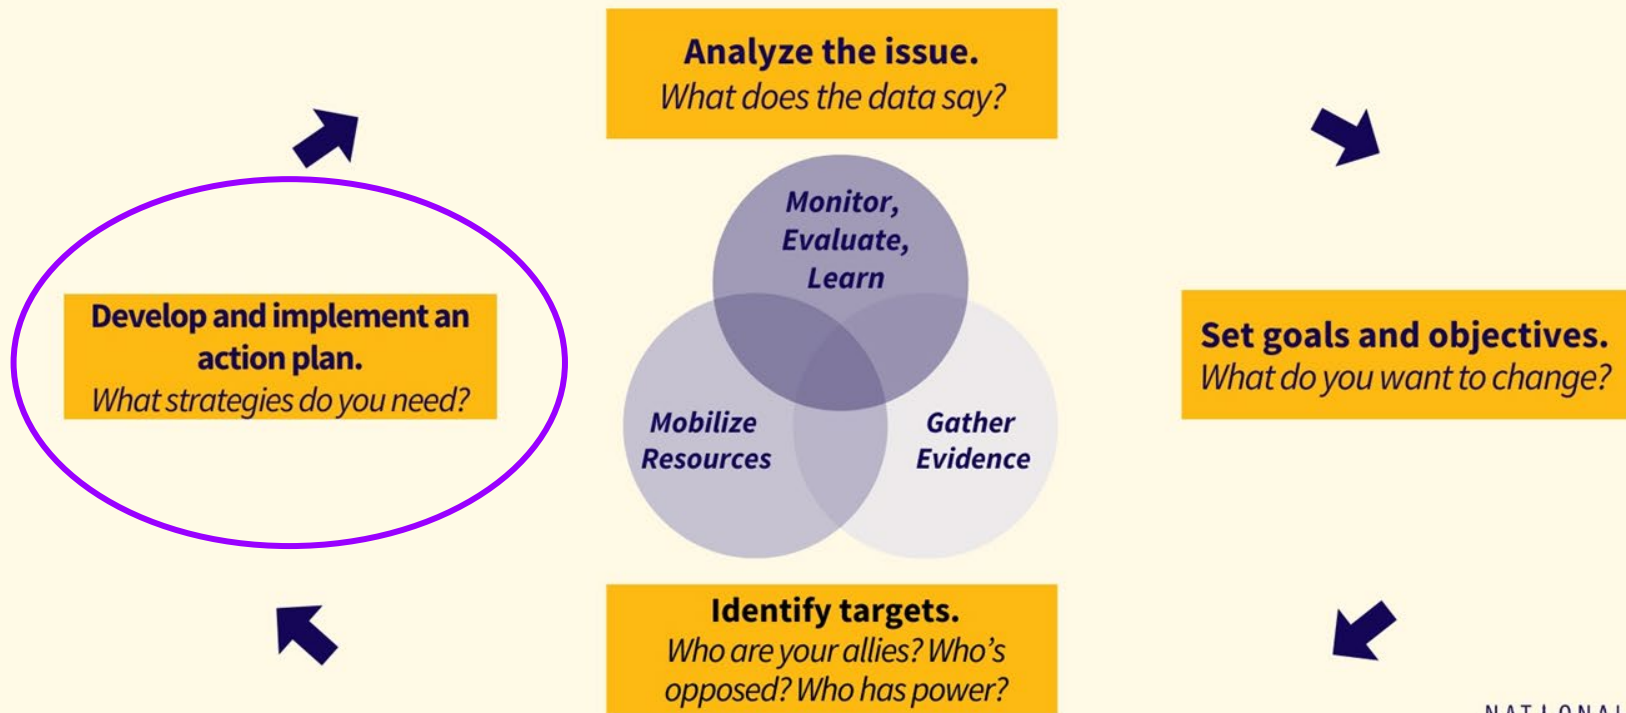 Analyze the issue.
What does the data say?
Monitor,
Evaluate,
Learn
Develop and implement an
action plan.
What strategies do you need?
Set goals and objectives.
What do you want to change?
Mobilize
Resources
Gather
Evidence
Identify targets.
Who are your allies? Who's
opposed? Who has power?